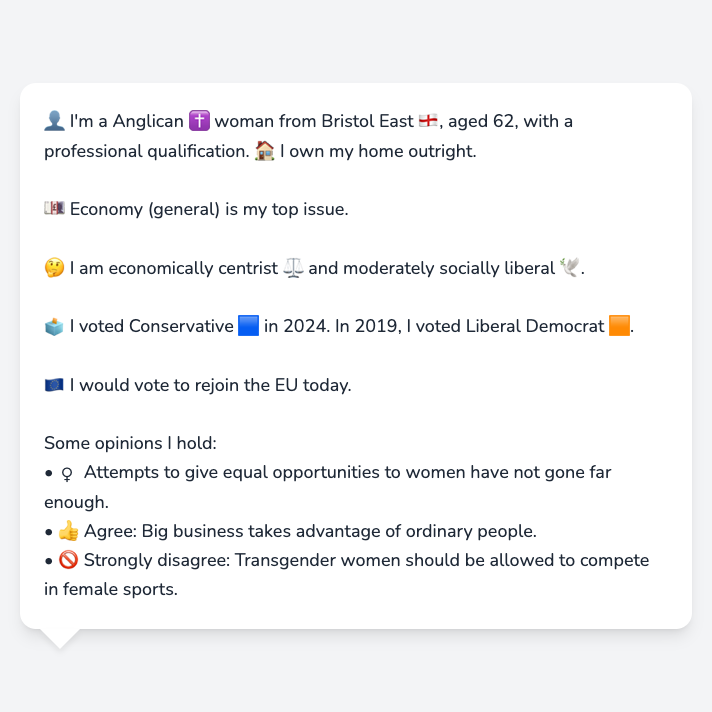 👤 I'm a Anglican ✝️ woman from Bristol East 🏴󠁧󠁢󠁥󠁮󠁧󠁿, aged 62, with a
professional qualification. 🏠 I own my home outright.
💷 Economy (general) is my top issue.
🤔 I am economically centrist ⚖️ and moderately socially liberal 🕊️.
🗳️ I voted Conservative 🟦 in 2024. In 2019, I voted Liberal Democrat 🟧.
🇪🇺 I would vote to rejoin the EU today.
Some opinions I hold:
• ♀ Attempts to give equal opportunities to women have not gone far
enough.
• 👍 Agree: Big business takes advantage of ordinary people.
• 🚫 Strongly disagree: Transgender women should be allowed to compete
in female sports.